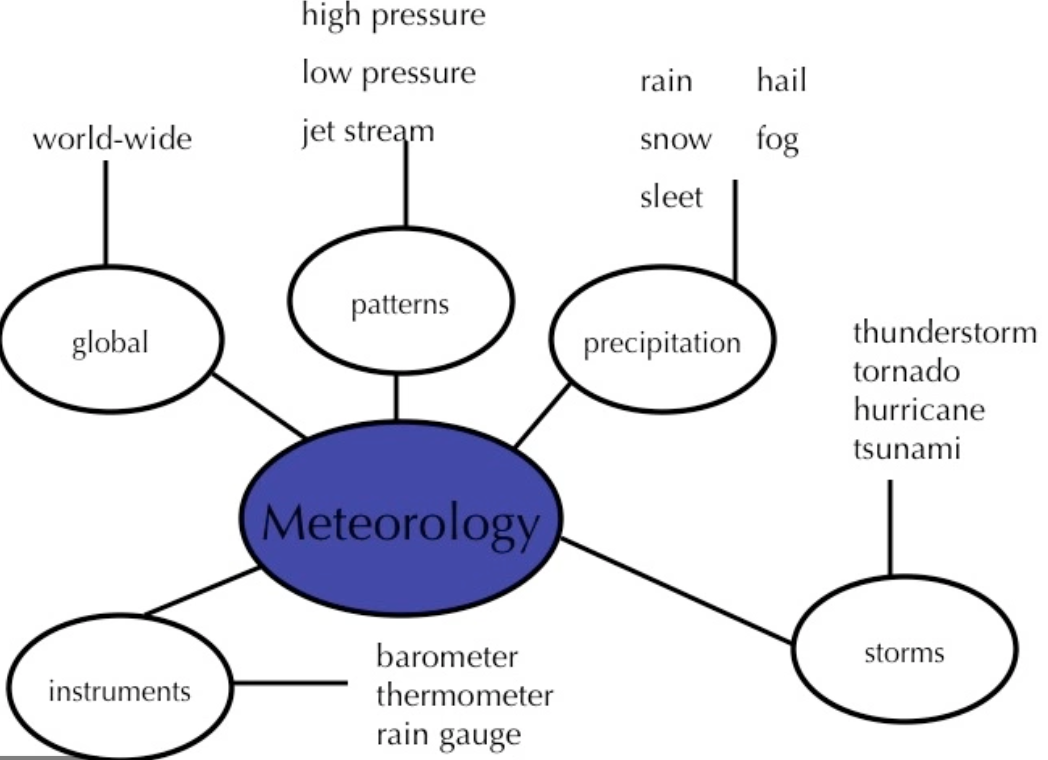 high pressure
low pressure
jet stream
rain hail
snow fog
sleet
world-wide
global
patterns
precipitation
thunderstorm
tornado
hurricane
tsunami
Meteorology
storms
instruments
barometer
thermometer
rain gauge